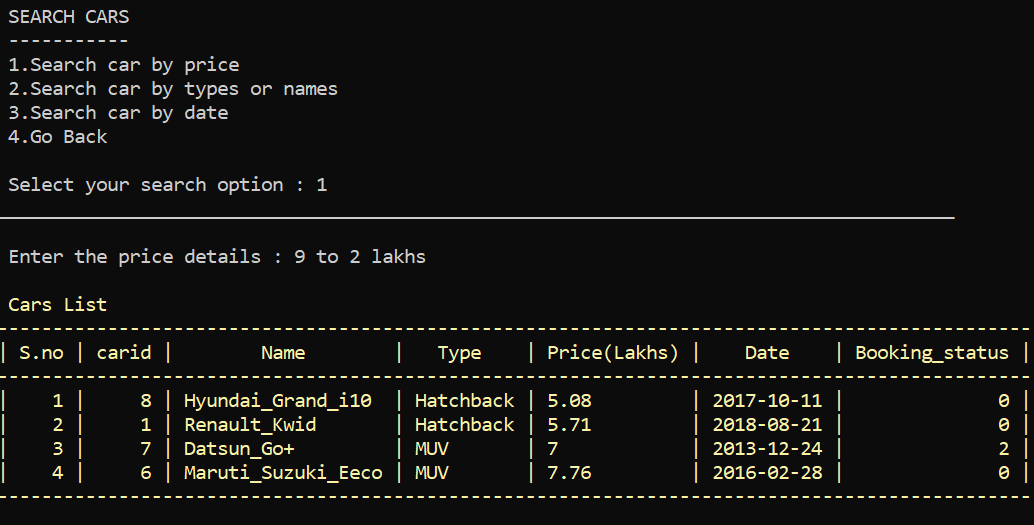 SEARCH CARS
-----------
1.Search car by price
2.Search car by types or names
3.Search car by date
4.Go Back
Select your search option : 1
Enter the price details : 9 to 2 lakhs
Cars List
| S.no | carid | Name | Type | Price(Lakhs) | Date | Booking_status |
| 1 | 8 | Hyundai_Grand_i10 | Hatchback | 5.08 | 2017-10-11 | 0 |
| 2 | 1 | Renault_Kwid | Hatchback | 5.71 | 2018-08-21 | 0 |
| 3 | 7 | Datsun_Go+ | MUV | 7 | 2013-12-24 | 2 |
| 4 | 6 | Maruti_Suzuki_Eeco | MUV | 7.76 | 2016-02-28 | 0 |